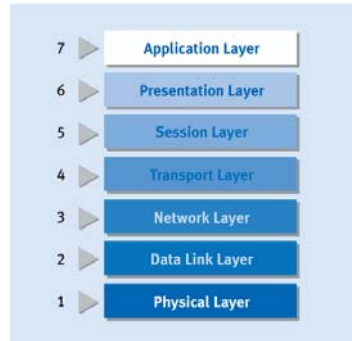 7 Application Layer
6 Presentation Layer
5 Session Layer
4 Transport Layer
3 Network Layer
2 Data Link Layer
1 Physical Layer